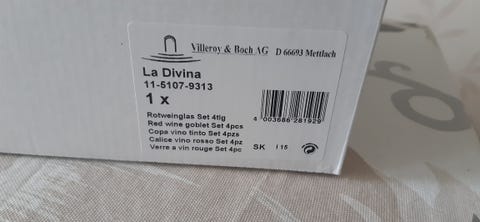 Villeroy & Boch AG D 66693 Mettlach
La Divina
11-5107-9313
1 x
Rotweinglas Set 4tlg
Red wine goblet Set 4pcs
Copa vino tinto Set 4pzs
Calice vino rosso Set 4pz
Verre a vin rouge Set 4pc
4 003686 281929
SK I 15